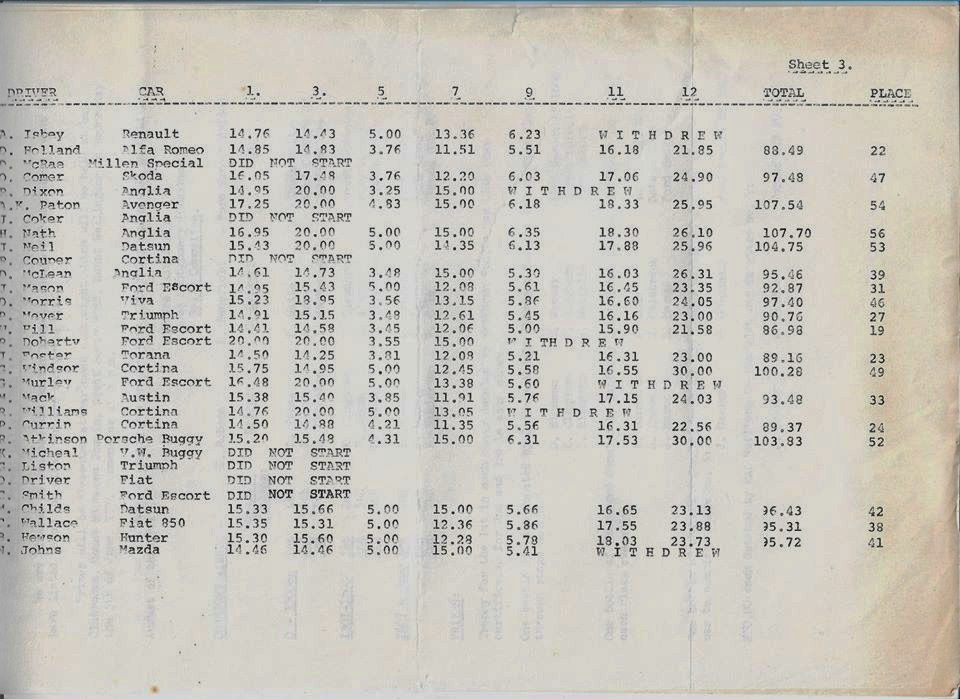 Sheet 3.
DRIVER CAR 1. 3. 5 7 9 11 12 TOTAL PLACE
A. Isbey Renault 14.76 14.43 5.00 13.36 6.23 WITHDREW
D. Holland Alfa Romeo 14.85 14.83 3.76 11.51 5.51 16.18 21.85 88.49 22
McRae Millen Special DID NOT START
Comer Skoda 16.05 17.48 3.76 12.20 6.03 17.06 24.90 97.48 47
Dixon Anglia 14.95 20.00 3.25 15.00 WITHDREW
A.K. Paton Avenger 17.25 20.00 4.83 15.00 6.18 18.33 25.95 107.54 54
J. Coker Anglia DID NOT START
H. Nath Anglia 16.95 20.00 5.00 15.00 6.35 18.30 26.10 107.70 56
Neil Datsun 15.43 20.00 5.00 14.35 6.13 17.88 25.96 104.75 53
Couper Cortina DID NOT START
McLean Anglia 14.61 14.73 3.48 15.00 5.30 16.03 26.31 95.46 39
Mason Ford Escort 14.95 15.43 5.00 12.08 5.61 16.45 23.35 92.87 31
Morris Viva 15.23 18.95 3.56 13.15 5.86 16.60 24.05 97.40 46
Meyer Triumph 14.91 15.15 3.48 12.61 5.45 16.16 23.00 90.76 27
Hill Ford Escort 14.41 14.58 3.45 12.06 5.00 15.90 21.58 86.98 19
Doherty Ford Escort 20.00 20.00 3.55 15.00 WITHDREW
Foster Torana 14.50 14.25 3.81 12.08 5.21 16.31 23.00 89.16 23
Windsor Cortina 15.75 14.95 5.00 12.45 5.58 16.55 30.00 100.28 49
Murley Ford Escort 16.48 20.00 5.00 13.38 5.60 WITHDREW
Mack Austin 15.38 15.40 3.85 11.91 5.76 17.15 24.03 93.48 33
Williams Cortina 14.76 20.00 5.00 13.05 WITHDREW
Currin Cortina 14.50 14.88 4.21 11.35 5.56 16.31 22.56 89.37 24
Atkinson Porsche Buggy 15.20 15.48 4.31 15.00 6.31 17.53 30.00 103.83 52
Micheal V.W. Buggy DID NOT START
Liston Triumph DID NOT START
Driver Fiat DID NOT START
Smith Ford Escort DID NOT START
Childs Datsun 15.33 15.66 5.00 15.00 5.66 16.65 23.13 96.43 42
Wallace Fiat 850 15.35 15.31 5.00 12.36 5.86 17.55 23.88 95.31 38
Hewson Hunter 15.30 15.60 5.00 12.28 5.78 18.03 23.73 95.72 41
Johns Mazda 14.46 14.46 5.00 15.00 5.41 WITHDREW